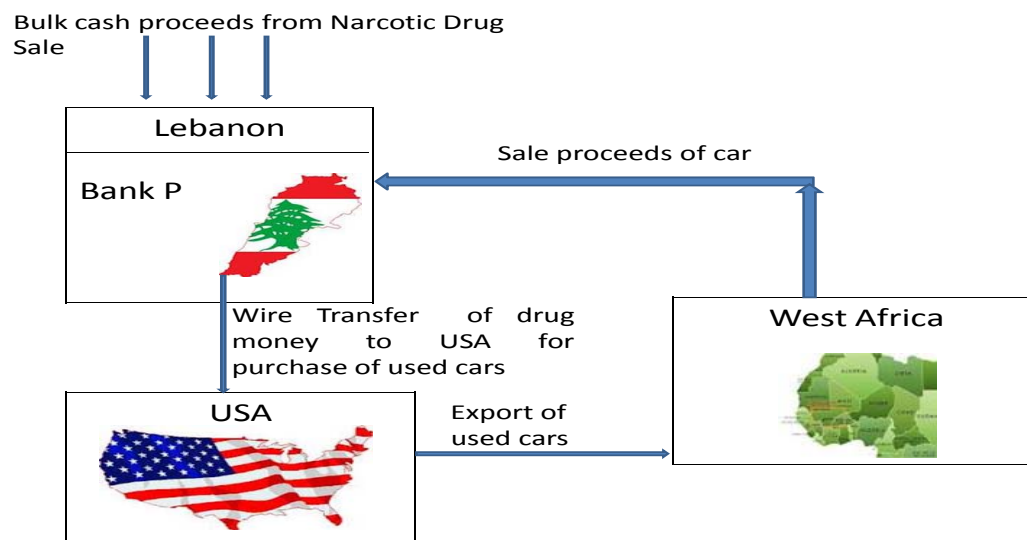 Bulk cash proceeds from Narcotic Drug
Sale
Lebanon
Sale proceeds of car
Bank P
Wire Transfer of drug
money to USA for
purchase of used cars
West Africa
USA
Export of
used cars